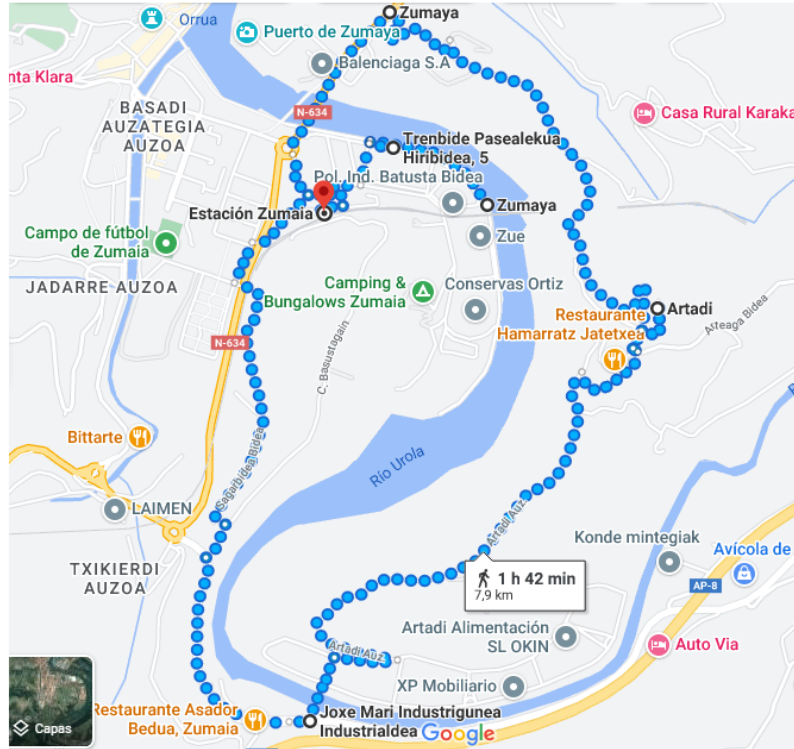 Orrua
Zumaya
Puerto de Zumaya
Balenciaga S.A
nta Klara
BASADI
AUZATEGIA
AUZOA
N-634
Casa Rural Karaka
Trenbide Pasealekua
Hiribidea, 5
Pol. Ind. Batusta Bidea
Zumaya
Estación Zumaia
Zue
Campo de fútbol
de Zumaia
JADARRE AUZOA
Camping &
Bungalows Zumaia
Conservas Ortiz
Restaurante
Hamarratz Jatetxea
Artadi
Arteaga Bidea
N-634
C. Basustagain
Bittarte
Sagarbidea Bidea
Río Urola
LAIMEN
Artadi Auz.
TXIKIERDI
AUZOA
1 h 42 min
7,9 km
Konde mintegiak
Avícola de
AP-8
Artadi Alimentación
SL OKIN
Artadi Auz.
Auto Via
XP Mobiliario
Restaurante Asador
Bedua, Zumaia
Joxe Mari Industrigunea
Industrialdea
Google
Capas